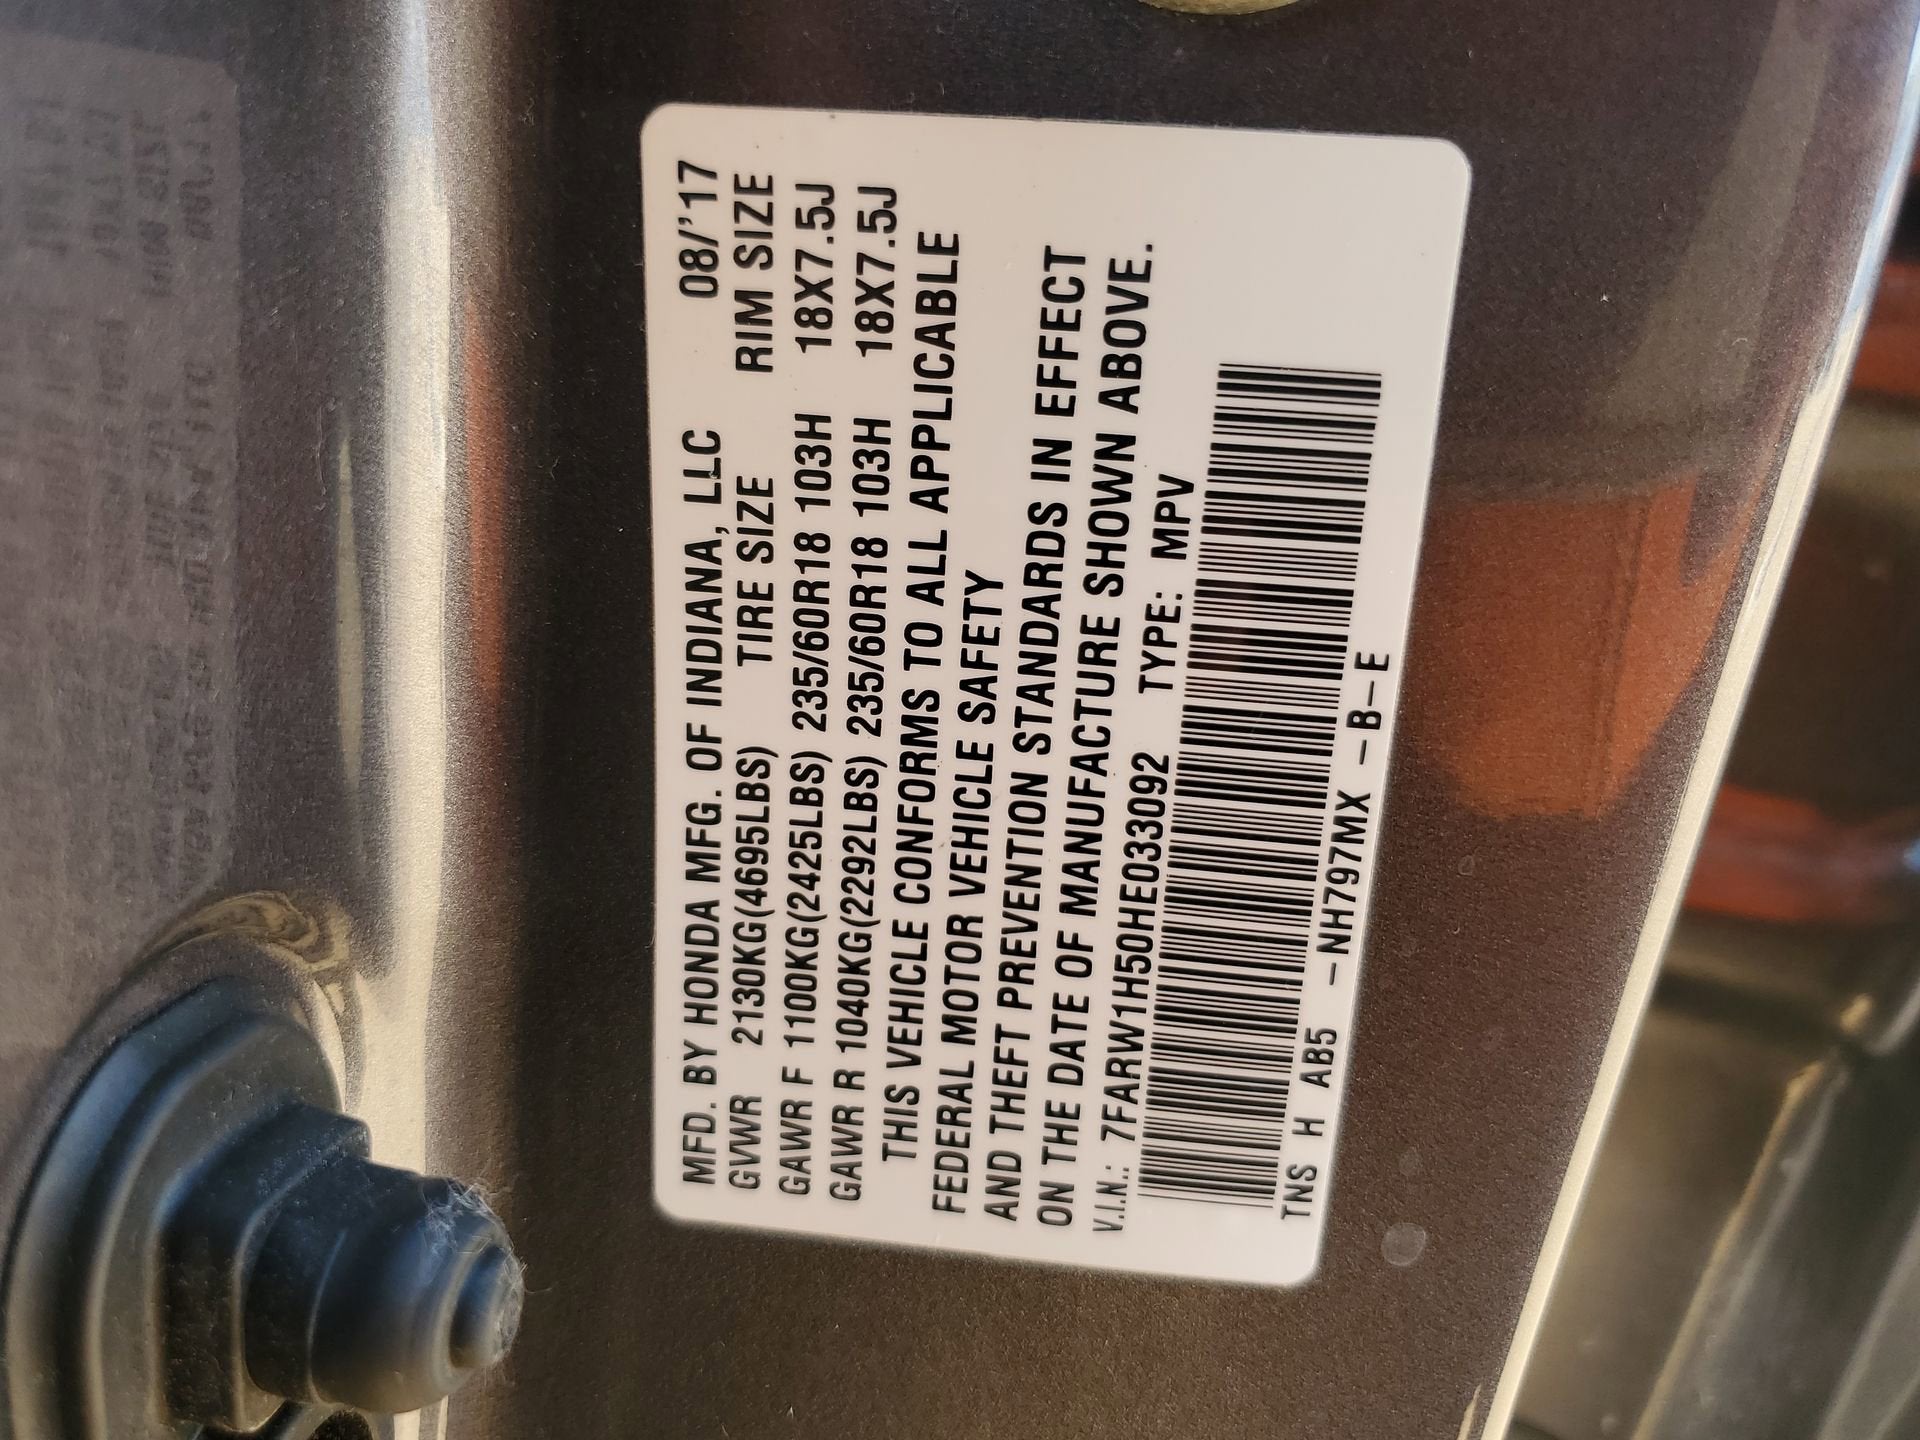 MFD. BY HONDA MFG. OF INDIANA, LLC 08/'17
GVWR 2130KG(4695LBS) TIRE SIZE RIM SIZE
GAWR F 1100KG(2425LBS) 235/60R18 103H 18X7.5J
GAWR R 1040KG(2292LBS) 235/60R18 103H 18X7.5J
THIS VEHICLE CONFORMS TO ALL APPLICABLE
FEDERAL MOTOR VEHICLE SAFETY
AND THEFT PREVENTION STANDARDS IN EFFECT
ON THE DATE OF MANUFACTURE SHOWN ABOVE.
V.I.N.: 7FARW1H50HE033092 TYPE: MPV
TNS H AB5 –NH797MX –B–E